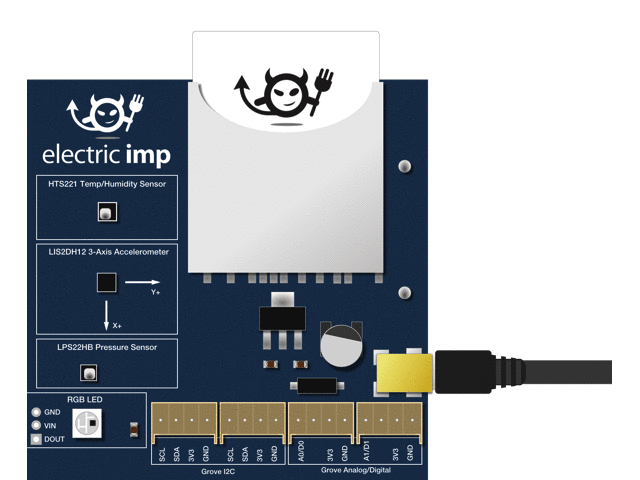 electric imp
HTS221 Temp/Humidity Sensor
LIS2DH12 3-Axis Accelerometer
Y+
X+
LPS22HB Pressure Sensor
RGB LED
GND
VIN
DOUT
SCL
SDA
3V3
GND
SCL
SDA
3V3
GND
A0/D0
3V3
GND
A1/D1
3V3
GND
Grove I2C
Grove Analog/Digital